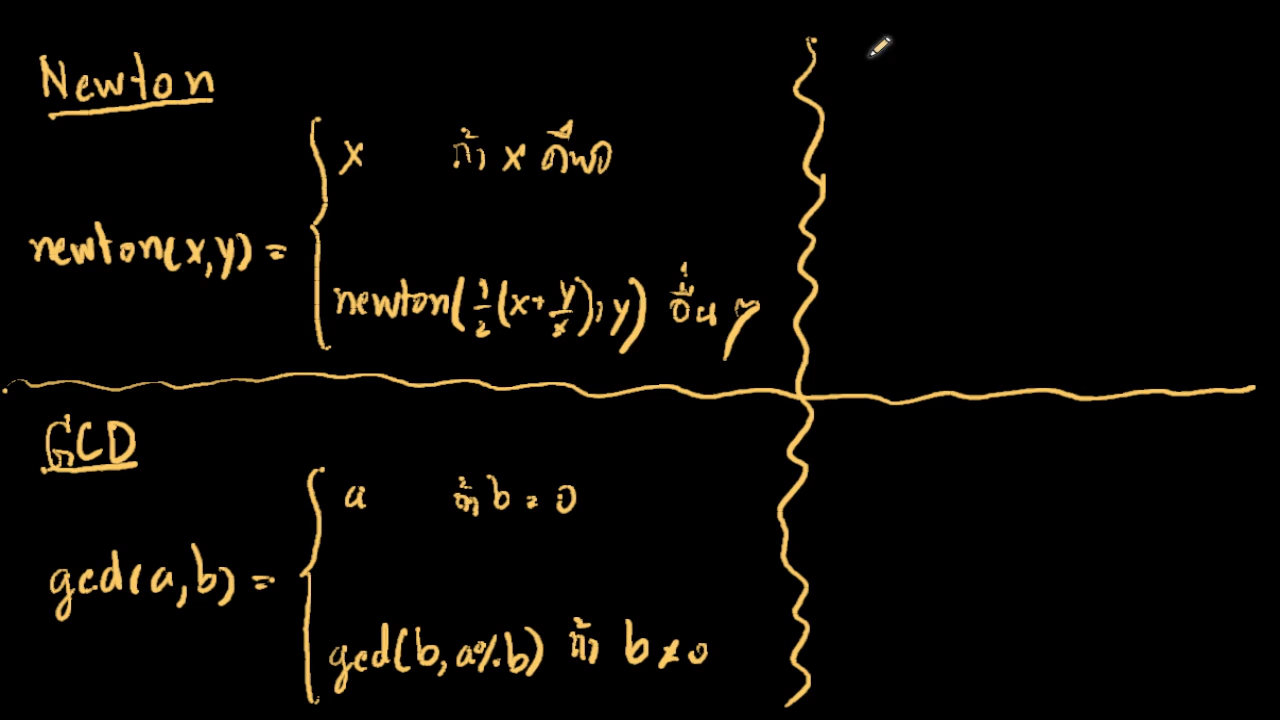 Newton
x ถ้า x ดีพอ
newton(x,y) =
newton(1/2(x+y/x), y) อื่น ๆ
GCD
a ถ้า b = 0
gcd(a,b) =
gcd(b, a%b) ถ้า b ≠ 0